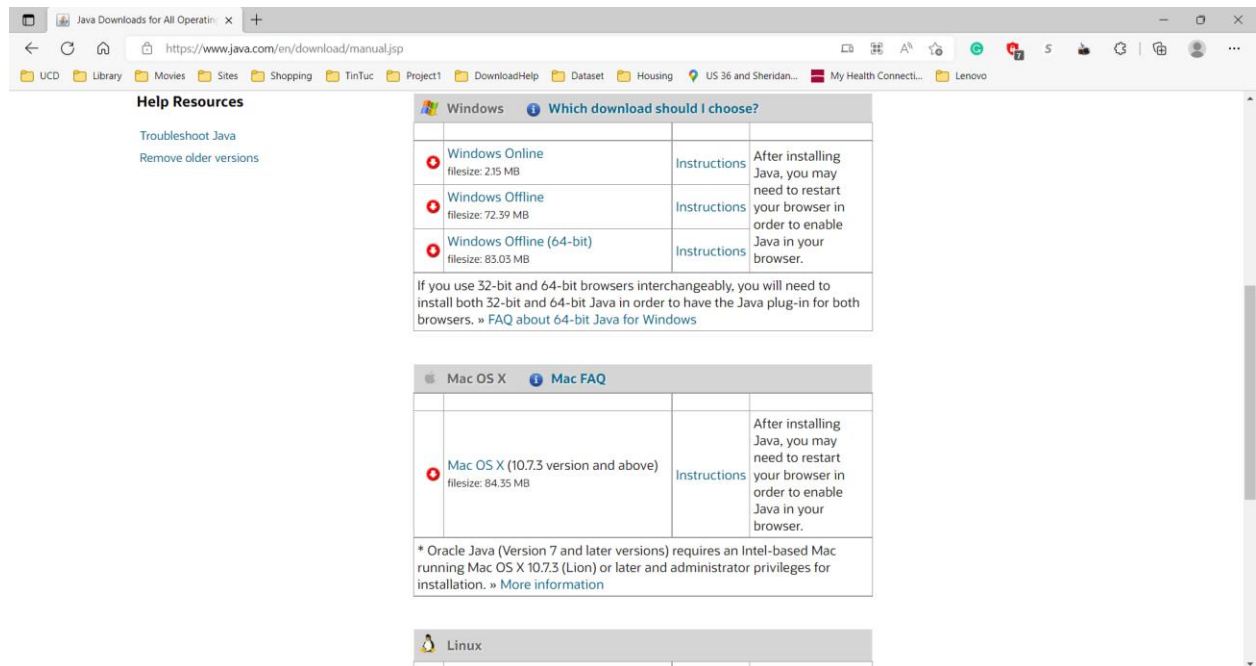 Java Downloads for All Operatin
https://www.java.com/en/download/manual.jsp
UCD Library Movies Sites Shopping TinTuc Project1 DownloadHelp Dataset Housing US 36 and Sheridan... My Health Connecti... Lenovo
Help Resources
Troubleshoot Java
Remove older versions
Windows Which download should I choose?
Windows Online
filesize: 2.15 MB
Instructions
Windows Offline
filesize: 72.39 MB
Instructions
Windows Offline (64-bit)
filesize: 83.03 MB
Instructions
After installing
Java, you may
need to restart
your browser in
order to enable
Java in your
browser.
If you use 32-bit and 64-bit browsers interchangeably, you will need to
install both 32-bit and 64-bit Java in order to have the Java plug-in for both
browsers. » FAQ about 64-bit Java for Windows
Mac OS X Mac FAQ
Mac OS X (10.7.3 version and above)
filesize: 84.35 MB
Instructions
After installing
Java, you may
need to restart
your browser in
order to enable
Java in your
browser.
* Oracle Java (Version 7 and later versions) requires an Intel-based Mac
running Mac OS X 10.7.3 (Lion) or later and administrator privileges for
installation. » More information
Linux